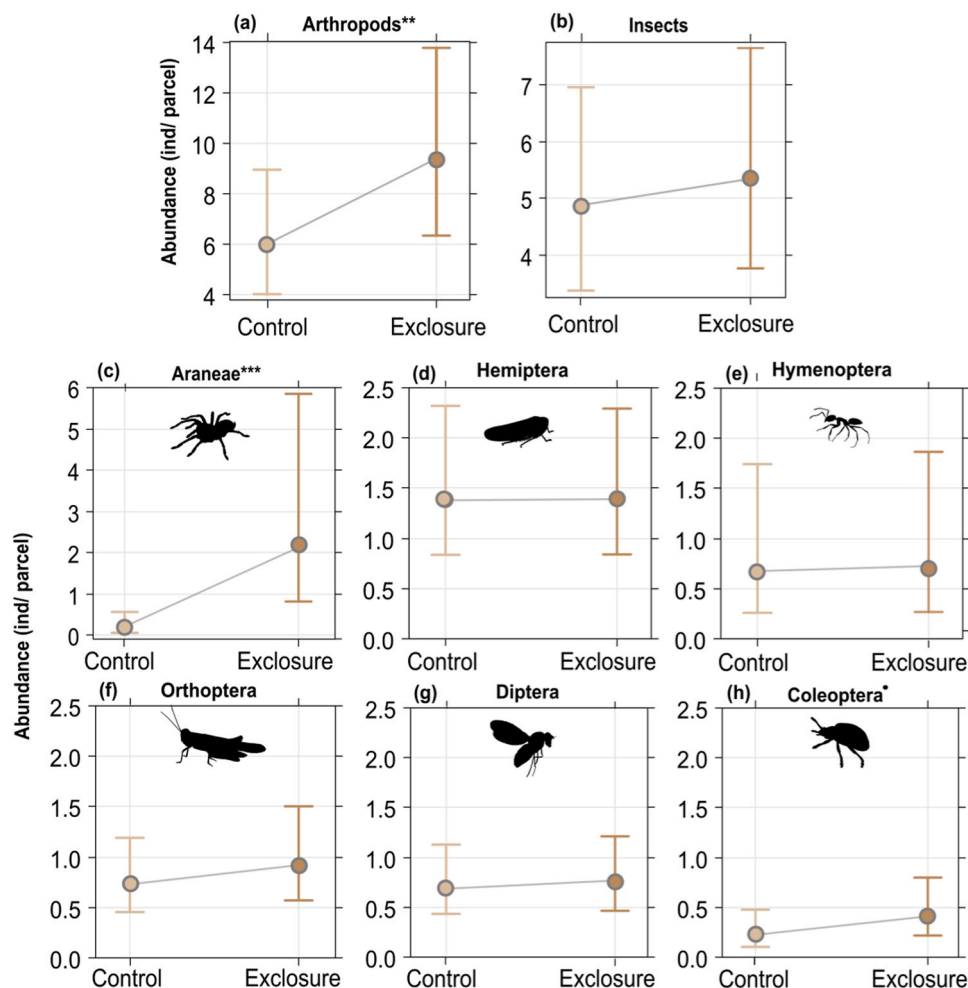 (a) Arthropods**
Abundance (ind/ parcel)
14
12
10
8
6
4
Control Exclosure
(b) Insects
7
6
5
4
Control Exclosure
Abundance (ind/ parcel)
(c) Araneae***
6
5
4
3
2
1
0
Control Exclosure
(d) Hemiptera
2.5
2.0
1.5
1.0
0.5
0.0
Control Exclosure
(e) Hymenoptera
2.5
2.0
1.5
1.0
0.5
0.0
Control Exclosure
(f) Orthoptera
2.5
2.0
1.5
1.0
0.5
0.0
Control Exclosure
(g) Diptera
2.5
2.0
1.5
1.0
0.5
0.0
Control Exclosure
(h) Coleoptera•
2.5
2.0
1.5
1.0
0.5
0.0
Control Exclosure